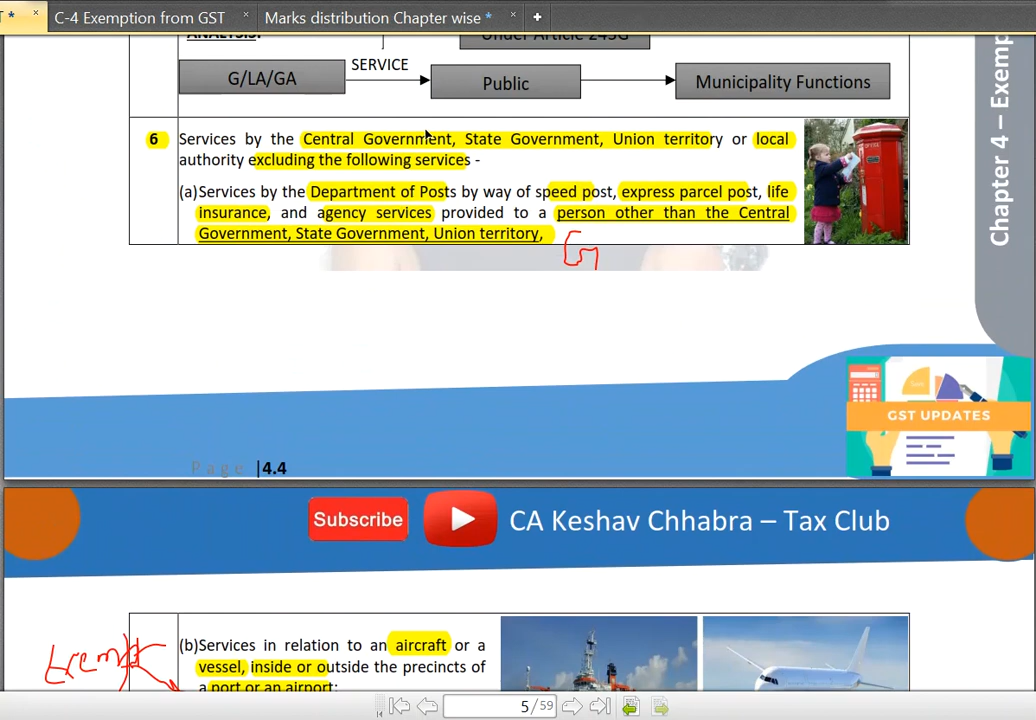 C-4 Exemption from GST
Marks distribution Chapter wise *
ANALYSIS:
Under Article 243G
G/LA/GA
SERVICE
Public
Municipality Functions
6
Services by the Central Government, State Government, Union territory or local
authority excluding the following services -
(a)Services by the Department of Posts by way of speed post, express parcel post, life
insurance, and agency services provided to a person other than the Central
Government, State Government, Union territory,
Chapter 4 – Exemp
GST UPDATES
Page |4.4
Subscribe
CA Keshav Chhabra – Tax Club
Exempt
(b)Services in relation to an aircraft or a
vessel, inside or outside the precincts of
a port or an airport;
5 /59